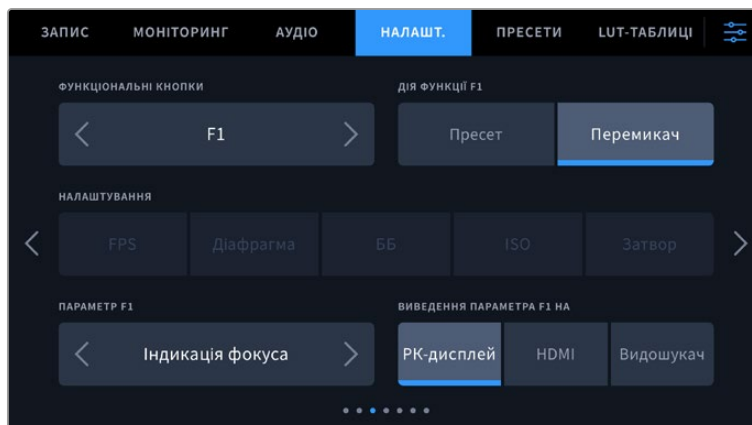 ЗАПИС МОНІТОРИНГ АУДІО НАЛАШТ. ПРЕСЕТИ LUT-ТАБЛИЦІ
ФУНКЦІОНАЛЬНІ КНОПКИ ДІЯ ФУНКЦІЇ F1
F1 Пресет Перемикач
НАЛАШТУВАННЯ
FPS Діафрагма ББ ISO Затвор
ПАРАМЕТР F1 ВИВЕДЕННЯ ПАРАМЕТРА F1 НА
Індикація фокуса РК-дисплей HDMI Видошукач